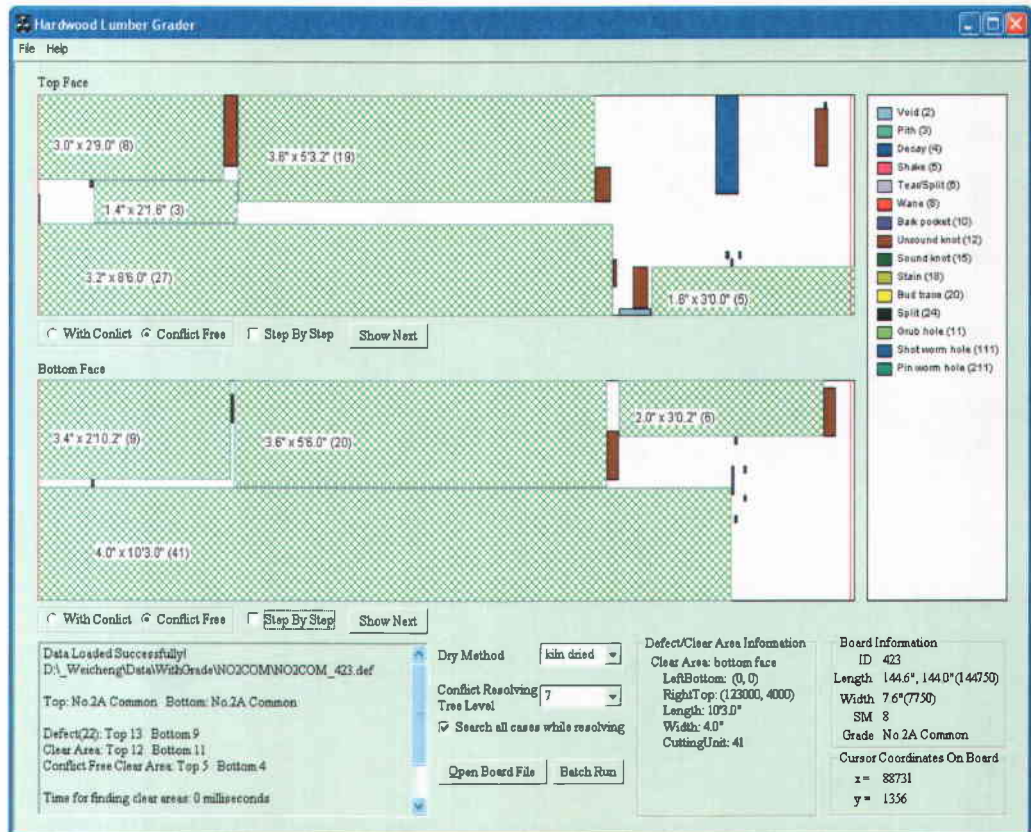 Hardwood Lumber Grader
File Help
Top Face
3.0" x 2'9.0" (8)
3.8" x 5'3.2" (19)
1.4" x 2'1.6" (3)
3.2" x 8'6.0" (27)
1.8" x 3'0.0" (5)
Void (2)
Pith (3)
Decay (4)
Shake (5)
Tear/Split (6)
Wane (8)
Bark pocket (10)
Unsound knot (12)
Sound knot (15)
Stain (18)
Bud trace (20)
Split (24)
Grub hole (11)
Shot worm hole (111)
Pin worm hole (211)
With Conlict Conflict Free Step By Step Show Next
Bottom Face
3.4" x 2'10.2" (9)
3.6" x 5'6.0" (20)
2.0" x 3'0.2" (6)
4.0" x 10'3.0" (41)
With Conlict Conflict Free Step By Step Show Next
Data Loaded Successfully!
D:\_Weicheng\Data\WithGrade\NO2COM\NO2COM_423.def
Top: No.2A Common Bottom: No.2A Common
Defect(22): Top 13 Bottom 9
Clear Area: Top 12 Bottom 11
Conflict Free Clear Area: Top 5 Bottom 4
Time for finding clear areas: 0 milliseconds
Dry Method kiln dried
Conflict Resolving
Tree Level 7
Search all cases while resolving
Open Board File Batch Run
Defect/Clear Area Information
Clear Area: bottom face
LeftBottom: (0, 0)
RightTop: (123000, 4000)
Length: 10'3.0"
Width: 4.0"
CuttingUnit: 41
Board Information
ID 423
Length 144.6", 144.0"(144750)
Width 7.6"(7750)
SM 8
Grade No 2A Common
Cursor Coordinates On Board
x = 88731
y = 1356